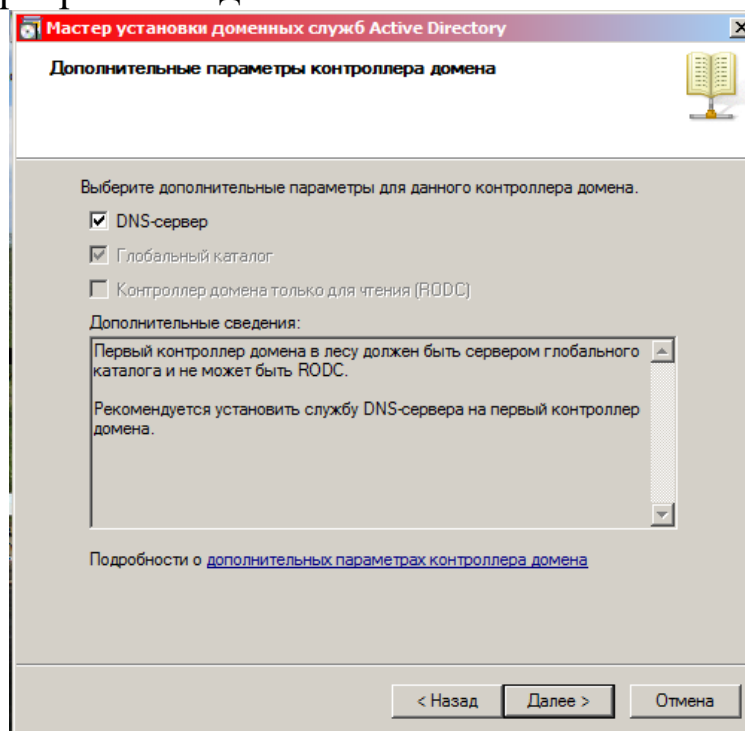 Мастер установки доменных служб Active Directory
Дополнительные параметры контроллера домена
Выберите дополнительные параметры для данного контроллера домена.
DNS-сервер
Глобальный каталог
Контроллер домена только для чтения (RODC)
Дополнительные сведения:
Первый контроллер домена в лесу должен быть сервером глобального
каталога и не может быть RODC.
Рекомендуется установить службу DNS-сервера на первый контроллер
домена.
Подробности о дополнительных параметрах контроллера домена
< Назад Далее > Отмена